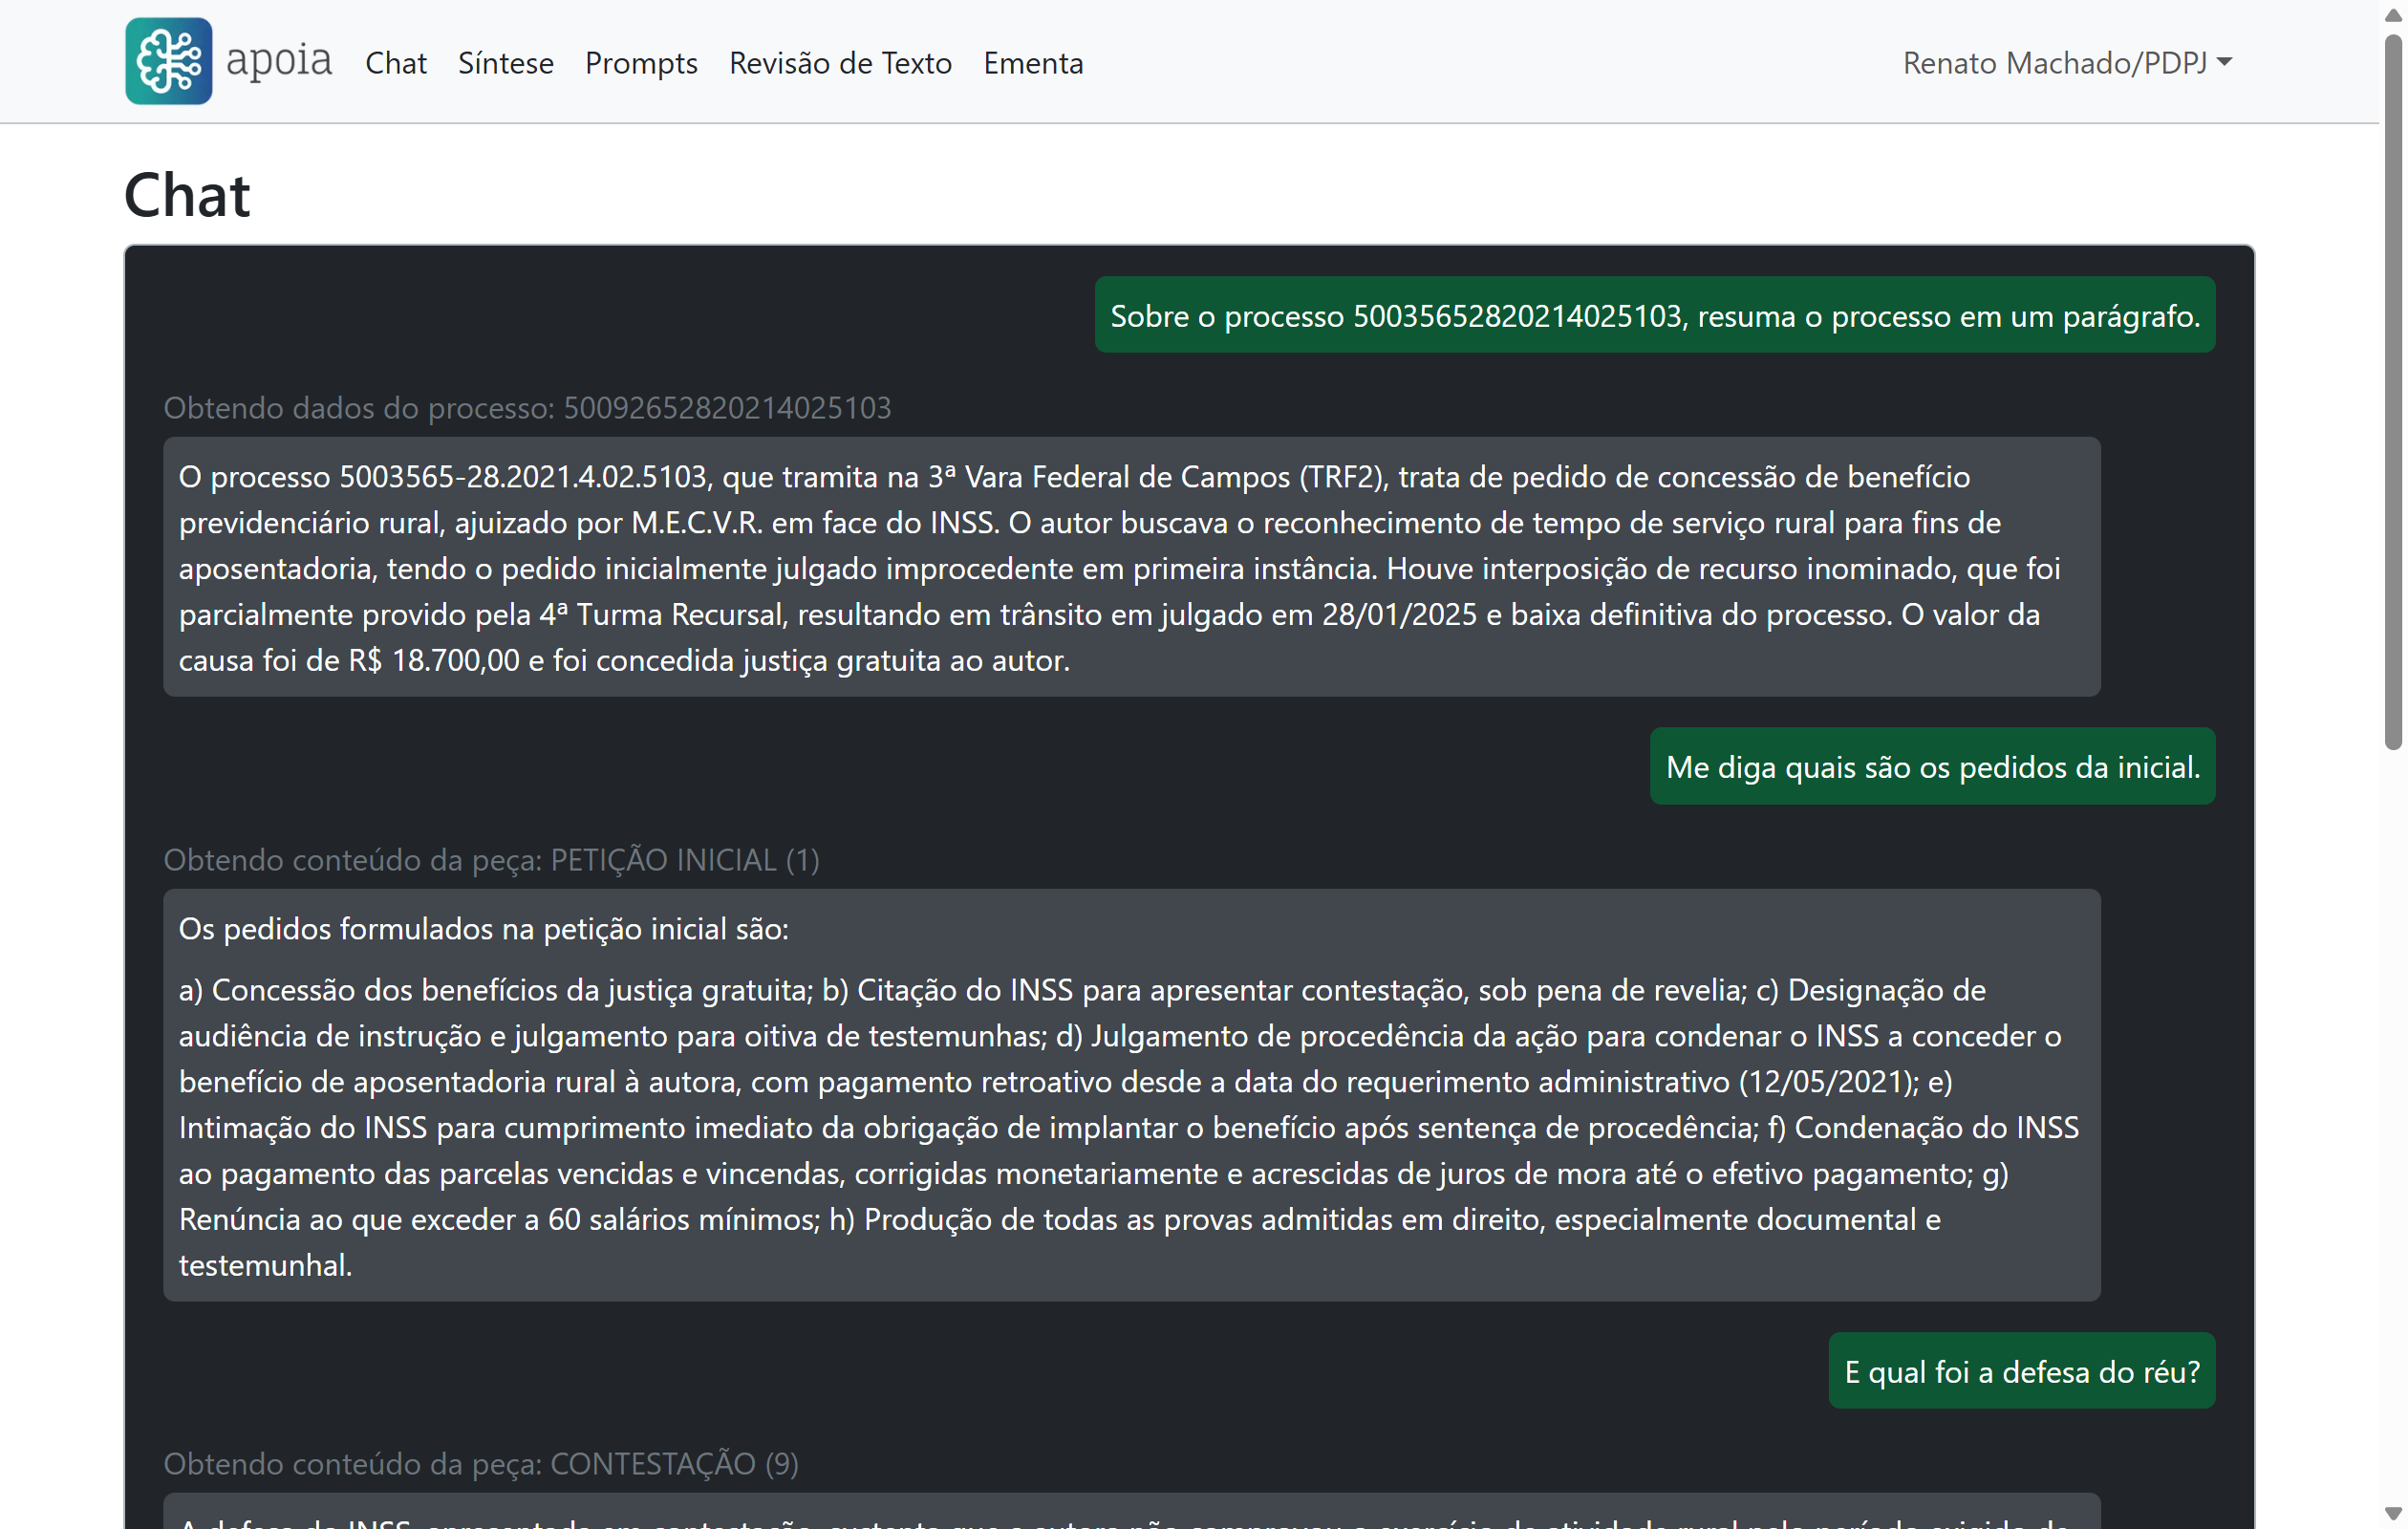 apoia Chat Síntese Prompts Revisão de Texto Ementa Renato Machado/PDPJ
Chat
Sobre o processo 50035652820214025103, resuma o processo em um parágrafo.
Obtendo dados do processo: 50092652820214025103
O processo 5003565-28.2021.4.02.5103, que tramita na 3ª Vara Federal de Campos (TRF2), trata de pedido de concessão de benefício
previdenciário rural, ajuizado por M.E.C.V.R. em face do INSS. O autor buscava o reconhecimento de tempo de serviço rural para fins de
aposentadoria, tendo o pedido inicialmente julgado improcedente em primeira instância. Houve interposição de recurso inominado, que foi
parcialmente provido pela 4ª Turma Recursal, resultando em trânsito em julgado em 28/01/2025 e baixa definitiva do processo. O valor da
causa foi de R$ 18.700,00 e foi concedida justiça gratuita ao autor.
Me diga quais são os pedidos da inicial.
Obtendo conteúdo da peça: PETIÇÃO INICIAL (1)
Os pedidos formulados na petição inicial são:
a) Concessão dos benefícios da justiça gratuita; b) Citação do INSS para apresentar contestação, sob pena de revelia; c) Designação de
audiência de instrução e julgamento para oitiva de testemunhas; d) Julgamento de procedência da ação para condenar o INSS a conceder o
benefício de aposentadoria rural à autora, com pagamento retroativo desde a data do requerimento administrativo (12/05/2021); e)
Intimação do INSS para cumprimento imediato da obrigação de implantar o benefício após sentença de procedência; f) Condenação do INSS
ao pagamento das parcelas vencidas e vincendas, corrigidas monetariamente e acrescidas de juros de mora até o efetivo pagamento; g)
Renúncia ao que exceder a 60 salários mínimos; h) Produção de todas as provas admitidas em direito, especialmente documental e
testemunhal.
E qual foi a defesa do réu?
Obtendo conteúdo da peça: CONTESTAÇÃO (9)